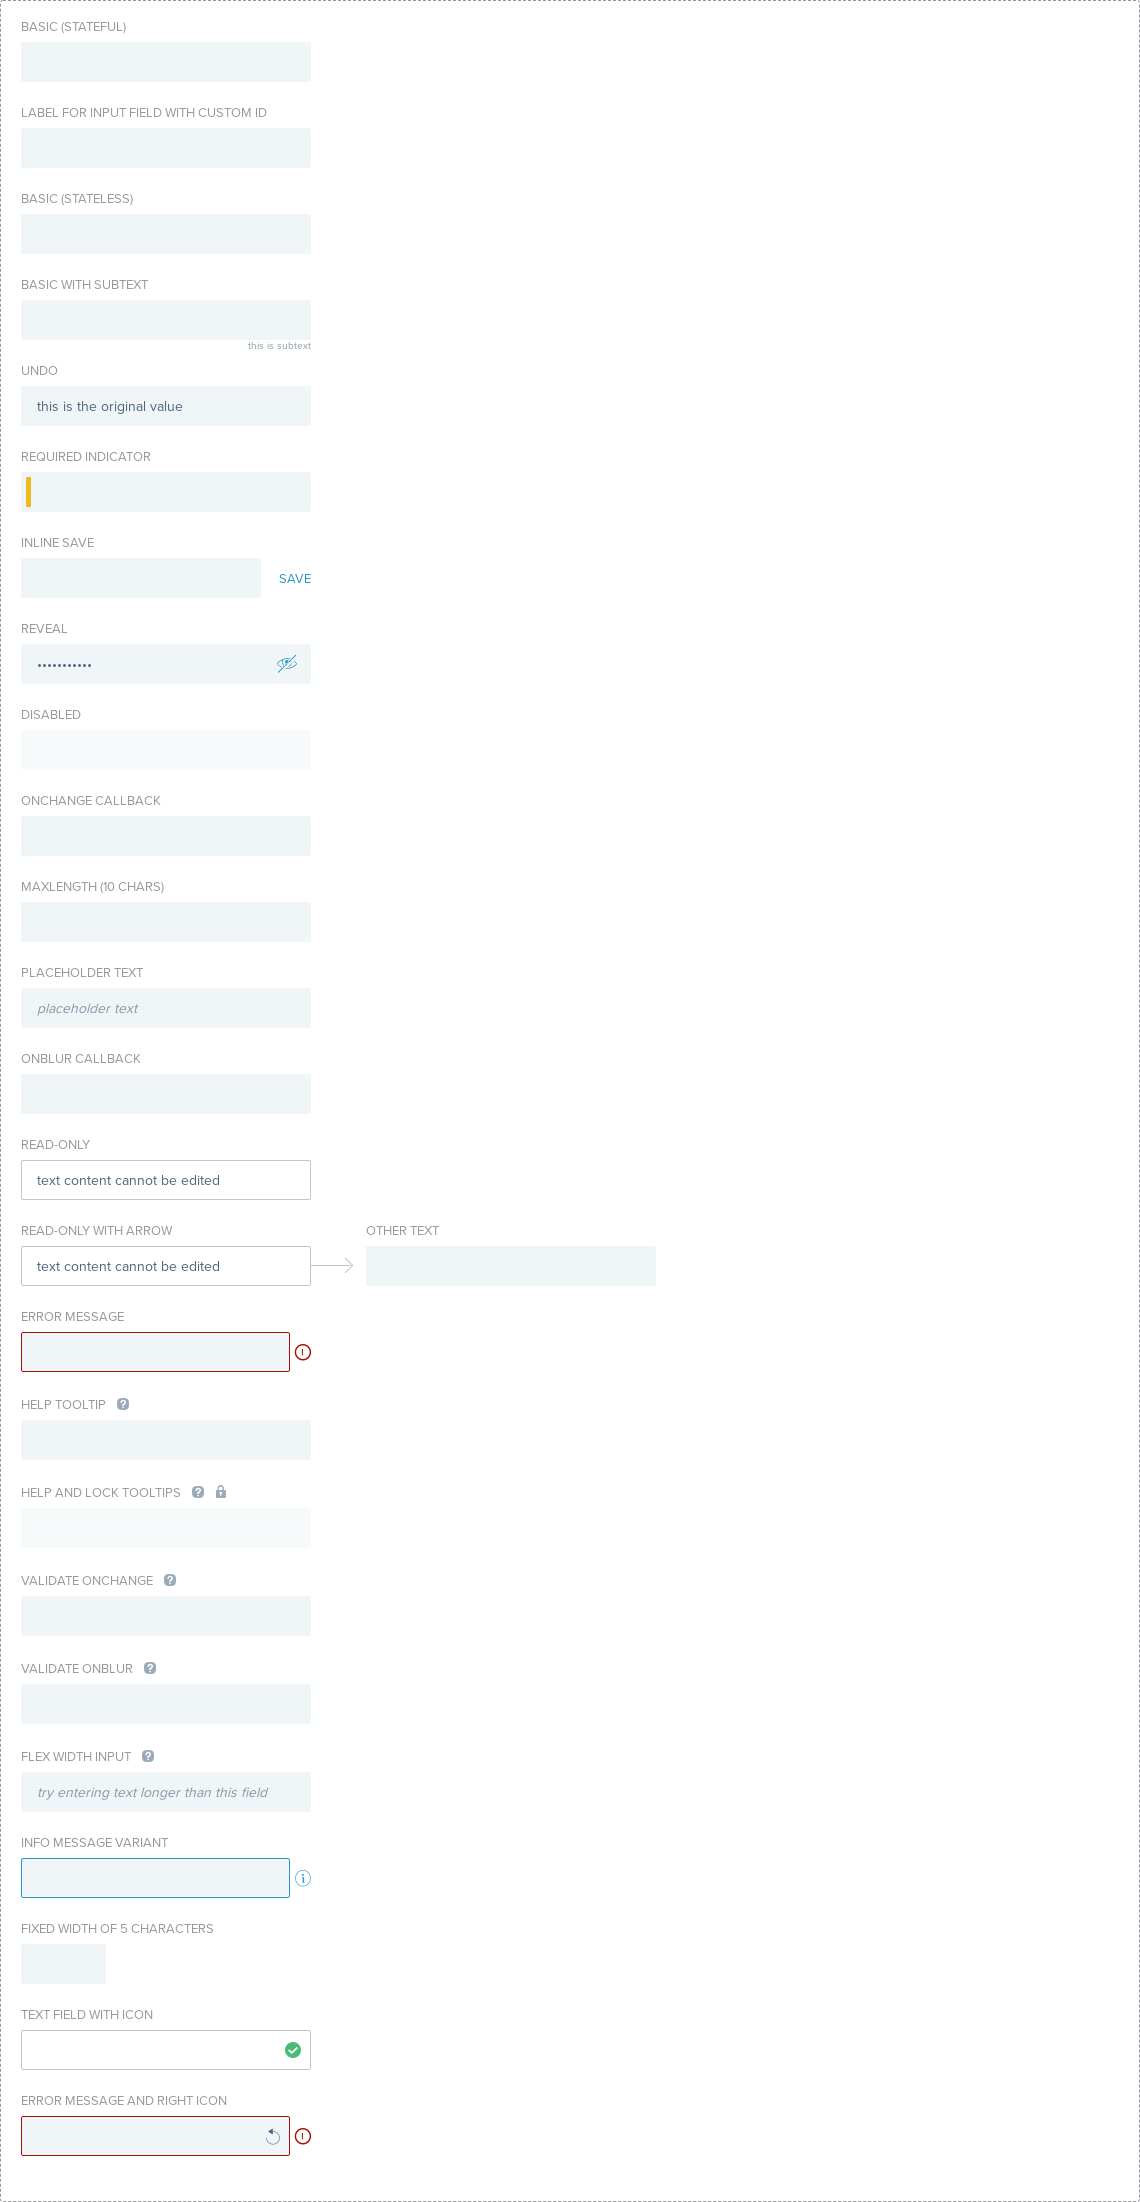 BASIC (STATEFUL)
LABEL FOR INPUT FIELD WITH CUSTOM ID
BASIC (STATELESS)
BASIC WITH SUBTEXT
this is subtext
UNDO
this is the original value
REQUIRED INDICATOR
INLINE SAVE
SAVE
REVEAL
•••••••••••
DISABLED
ONCHANGE CALLBACK
MAXLENGTH (10 CHARS)
PLACEHOLDER TEXT
placeholder text
ONBLUR CALLBACK
READ-ONLY
text content cannot be edited
READ-ONLY WITH ARROW
OTHER TEXT
text content cannot be edited
ERROR MESSAGE
HELP TOOLTIP
HELP AND LOCK TOOLTIPS
VALIDATE ONCHANGE
VALIDATE ONBLUR
FLEX WIDTH INPUT
try entering text longer than this field
INFO MESSAGE VARIANT
FIXED WIDTH OF 5 CHARACTERS
TEXT FIELD WITH ICON
ERROR MESSAGE AND RIGHT ICON